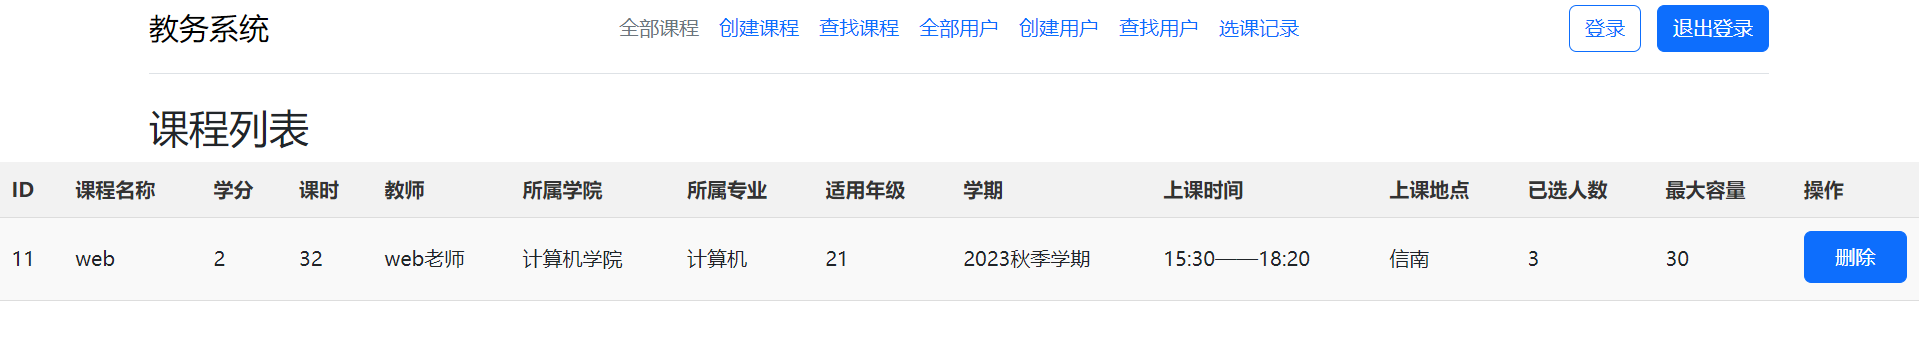 教务系统 全部课程 创建课程 查找课程 全部用户 创建用户 查找用户 选课记录 登录 退出登录
课程列表
ID 课程名称 学分 课时 教师 所属学院 所属专业 适用年级 学期 上课时间 上课地点 已选人数 最大容量 操作
11 web 2 32 web老师 计算机学院 计算机 21 2023秋季学期 15:30——18:20 信南 3 30 删除